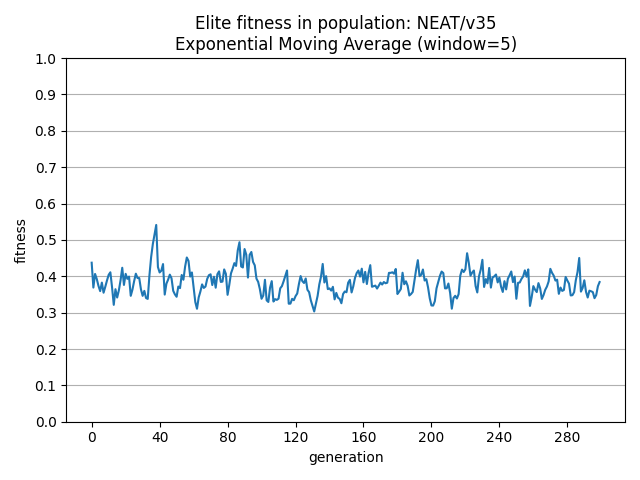 Elite fitness in population: NEAT/v35
Exponential Moving Average (window=5)
1.0
0.9
0.8
0.7
0.6
0.5
0.4
0.3
0.2
0.1
0.0
fitness
0 40 80 120 160 200 240 280
generation